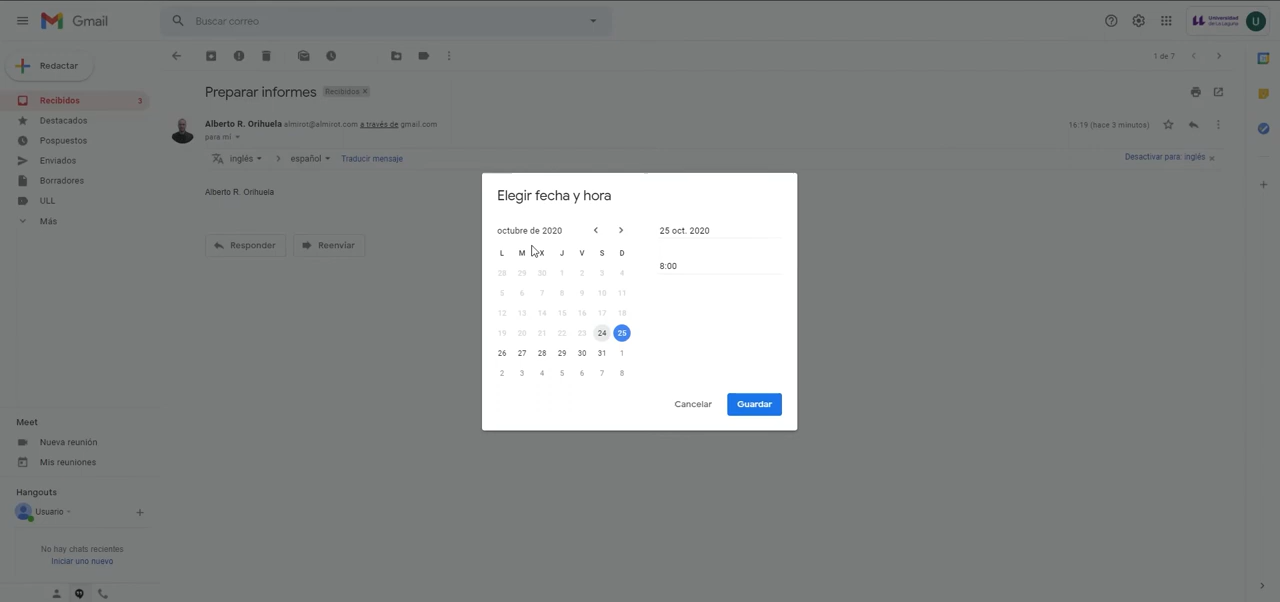 Gmail
Buscar correo
Universidad
de La Laguna
U
Redactar
1 de 7
Recibidos 3
Destacados
Pospuestos
Enviados
Borradores
ULL
Más
Preparar informes Recibidos x
Alberto R. Orihuela almirot@almirot.com a través de gmail.com
16:19 (hace 3 minutos)
para mí
inglés > español Traducir mensaje
Desactivar para: inglés x
Alberto R. Orihuela
Responder
Reenviar
Elegir fecha y hora
octubre de 2020
25 oct. 2020
L M X J V S D
8:00
28 29 30 1 2 3 4
5 6 7 8 9 10 11
12 13 14 15 16 17 18
19 20 21 22 23 24 25
26 27 28 29 30 31 1
2 3 4 5 6 7 8
Cancelar
Guardar
Meet
Nueva reunión
Mis reuniones
Hangouts
Usuario
No hay chats recientes
Iniciar uno nuevo